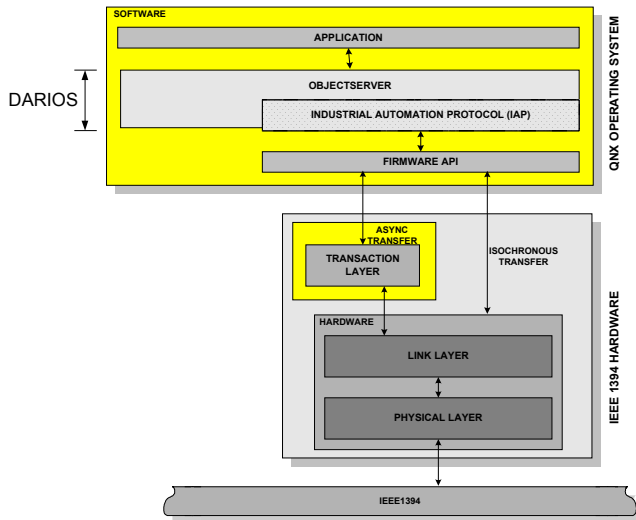 SOFTWARE
APPLICATION
DARIOS
OBJECTSERVER
INDUSTRIAL AUTOMATION PROTOCOL (IAP)
FIRMWARE API
QNX OPERATING SYSTEM
ASYNC
TRANSFER
TRANSACTION
LAYER
ISOCHRONOUS
TRANSFER
HARDWARE
LINK LAYER
PHYSICAL LAYER
IEEE 1394 HARDWARE
IEEE1394